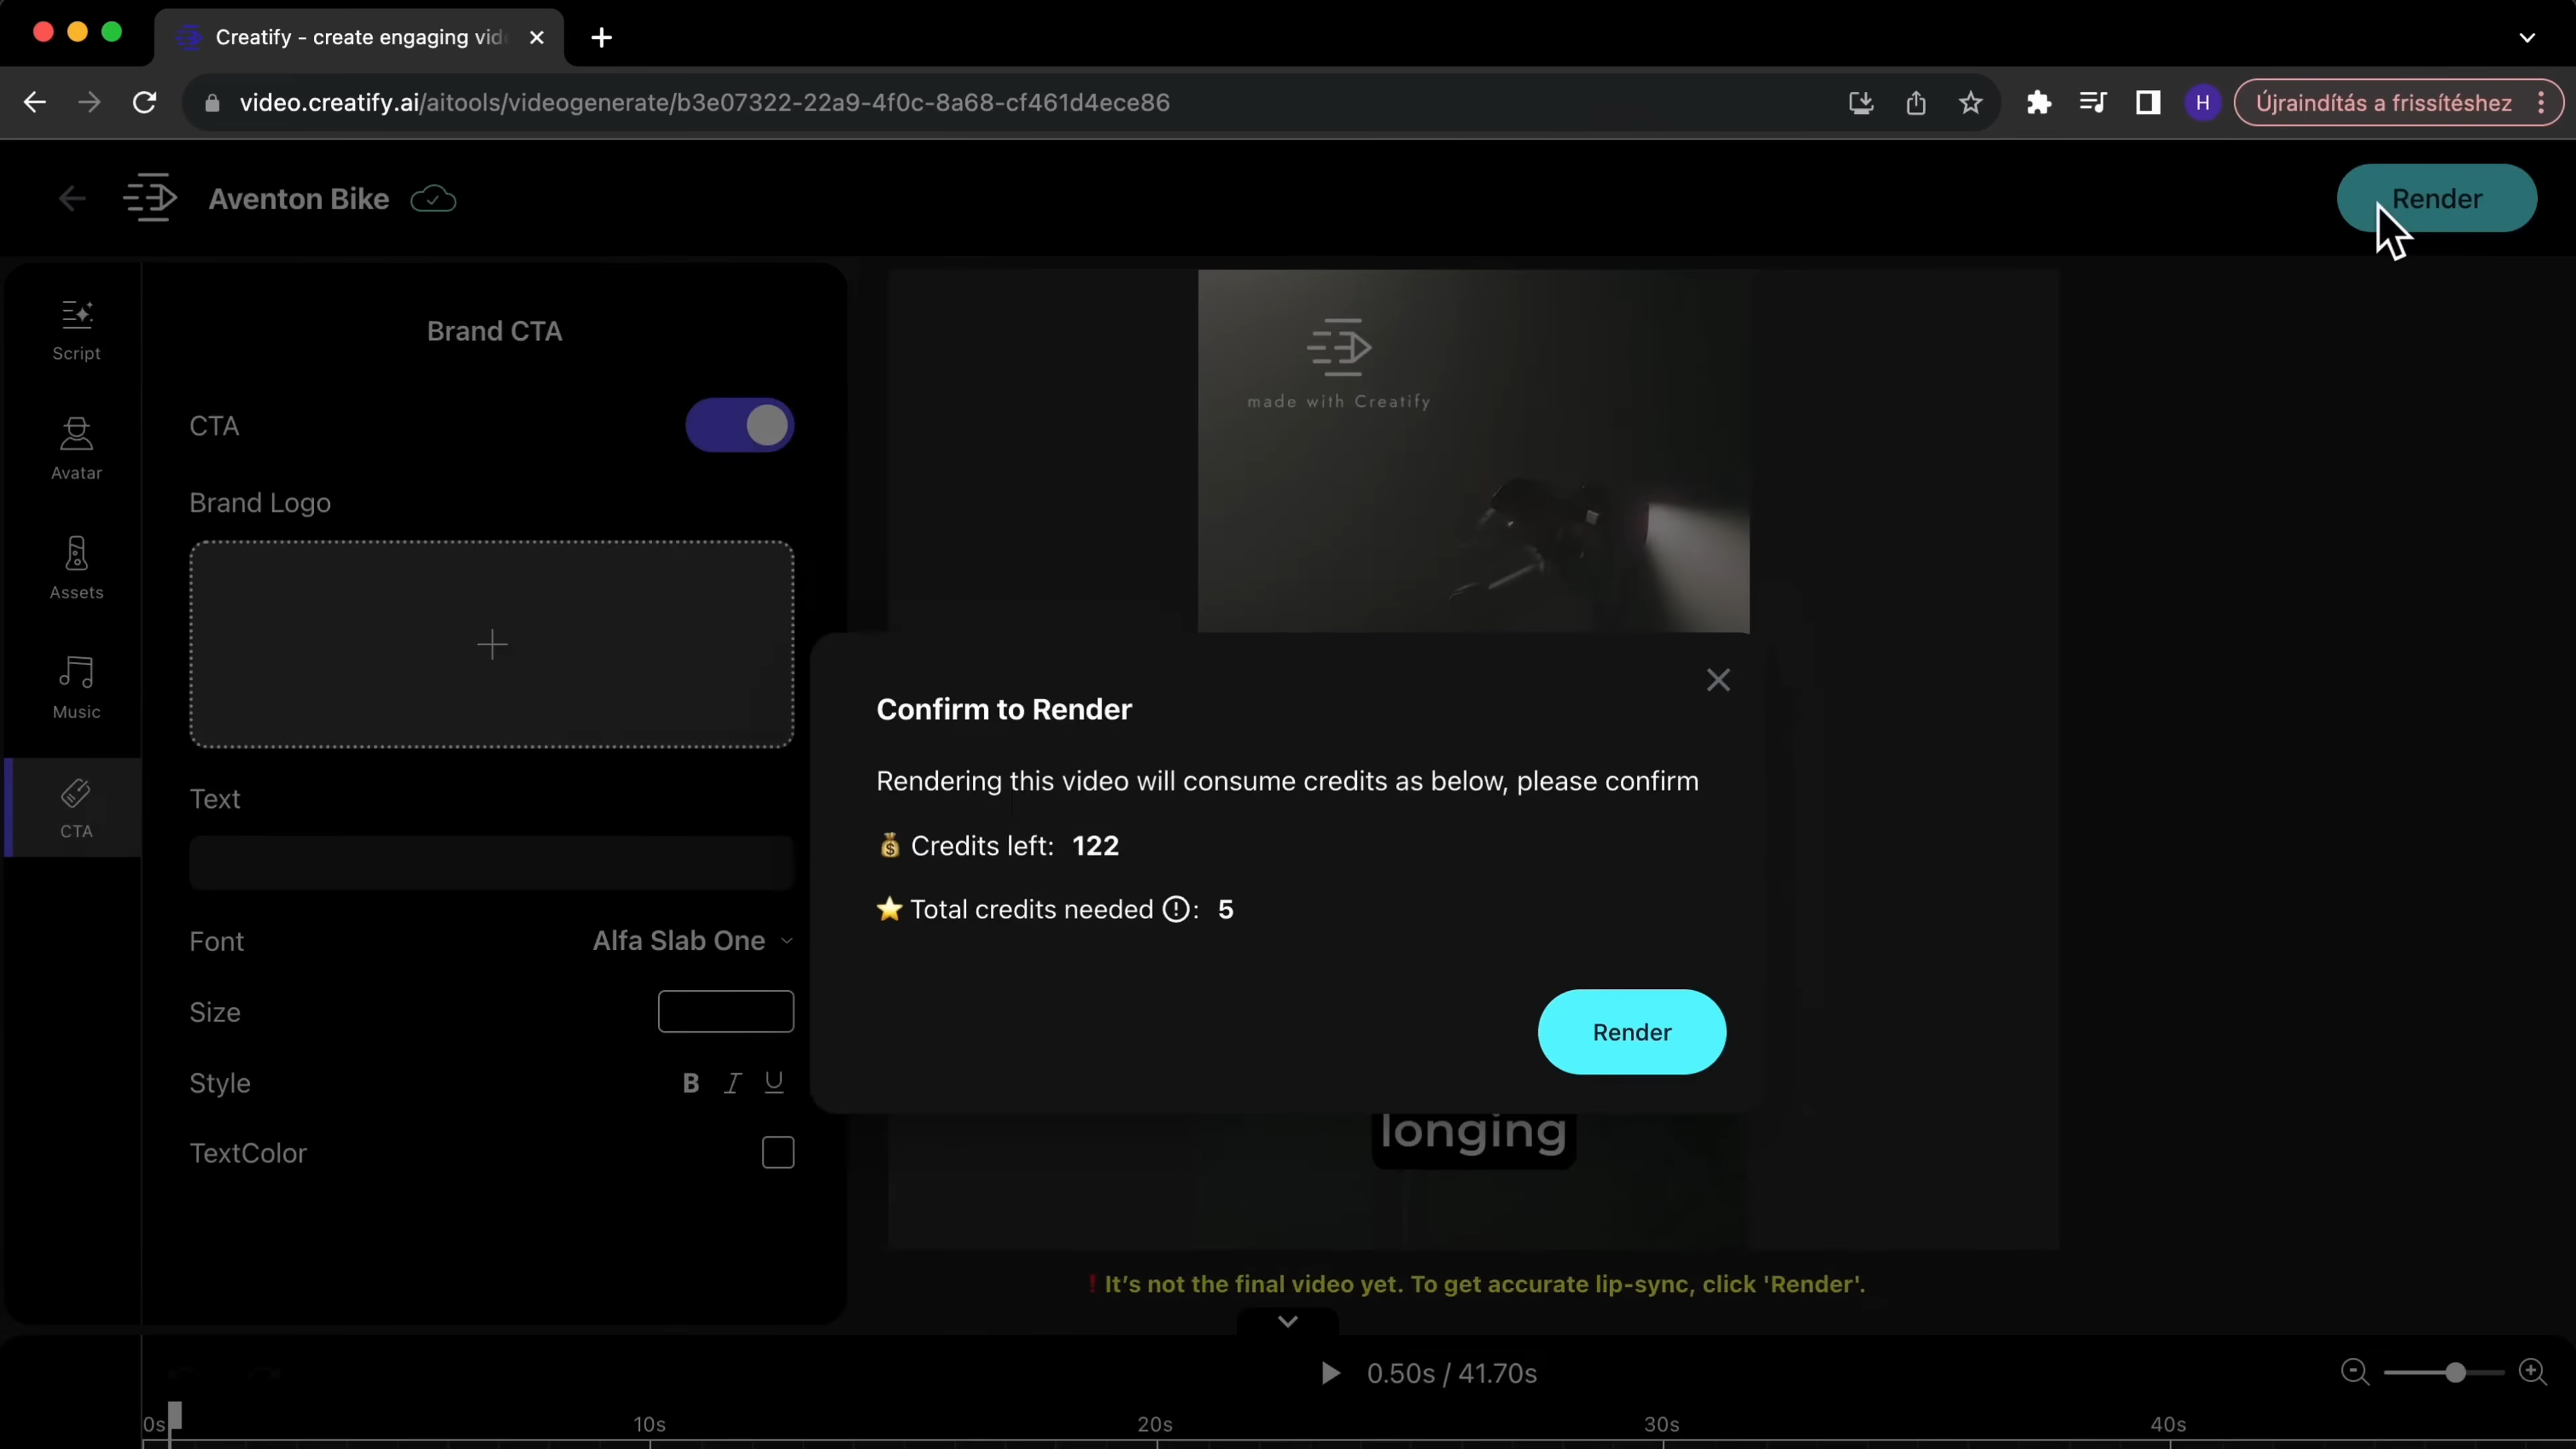 Creatify - create engaging vid
video.creatify.ai/aitools/videogenerate/b3e07322-22a9-4f0c-8a68-cf461d4ece86
H
Újraindítás a frissítéshez
Aventon Bike
Render
Script
Avatar
Assets
Music
CTA
Brand CTA
CTA
Brand Logo
Text
Font
Alfa Slab One
Size
Style
B I U
TextColor
made with Creatify
Confirm to Render
Rendering this video will consume credits as below, please confirm
Credits left: 122
Total credits needed : 5
Render
longing
! It's not the final video yet. To get accurate lip-sync, click 'Render'.
0.50s / 41.70s
0s
10s
20s
30s
40s